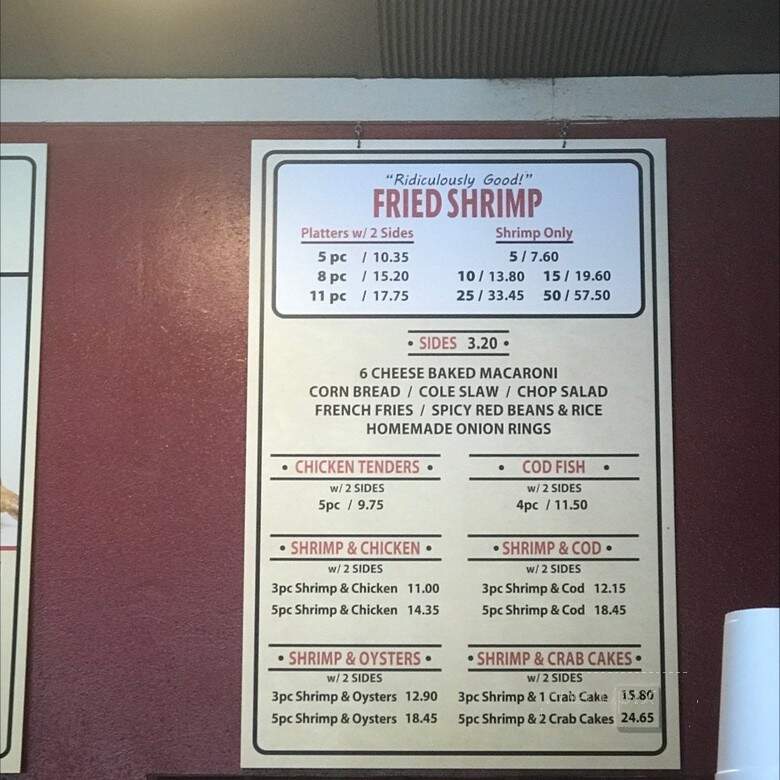 "Ridiculously Good!"
FRIED SHRIMP
Platters w/ 2 Sides
5 pc / 10.35
8 pc / 15.20
11 pc / 17.75
Shrimp Only
5 / 7.60
10 / 13.80 15 / 19.60
25 / 33.45 50 / 57.50
• SIDES 3.20 •
6 CHEESE BAKED MACARONI
CORN BREAD / COLE SLAW / CHOP SALAD
FRENCH FRIES / SPICY RED BEANS & RICE
HOMEMADE ONION RINGS
• CHICKEN TENDERS •
w/ 2 SIDES
5pc / 9.75
• COD FISH •
w/ 2 SIDES
4pc / 11.50
• SHRIMP & CHICKEN •
w/ 2 SIDES
3pc Shrimp & Chicken 11.00
5pc Shrimp & Chicken 14.35
• SHRIMP & COD •
w/ 2 SIDES
3pc Shrimp & Cod 12.15
5pc Shrimp & Cod 18.45
• SHRIMP & OYSTERS •
w/ 2 SIDES
3pc Shrimp & Oysters 12.90
5pc Shrimp & Oysters 18.45
• SHRIMP & CRAB CAKES •
w/ 2 SIDES
3pc Shrimp & 1 Crab Cake 15.80
5pc Shrimp & 2 Crab Cakes 24.65